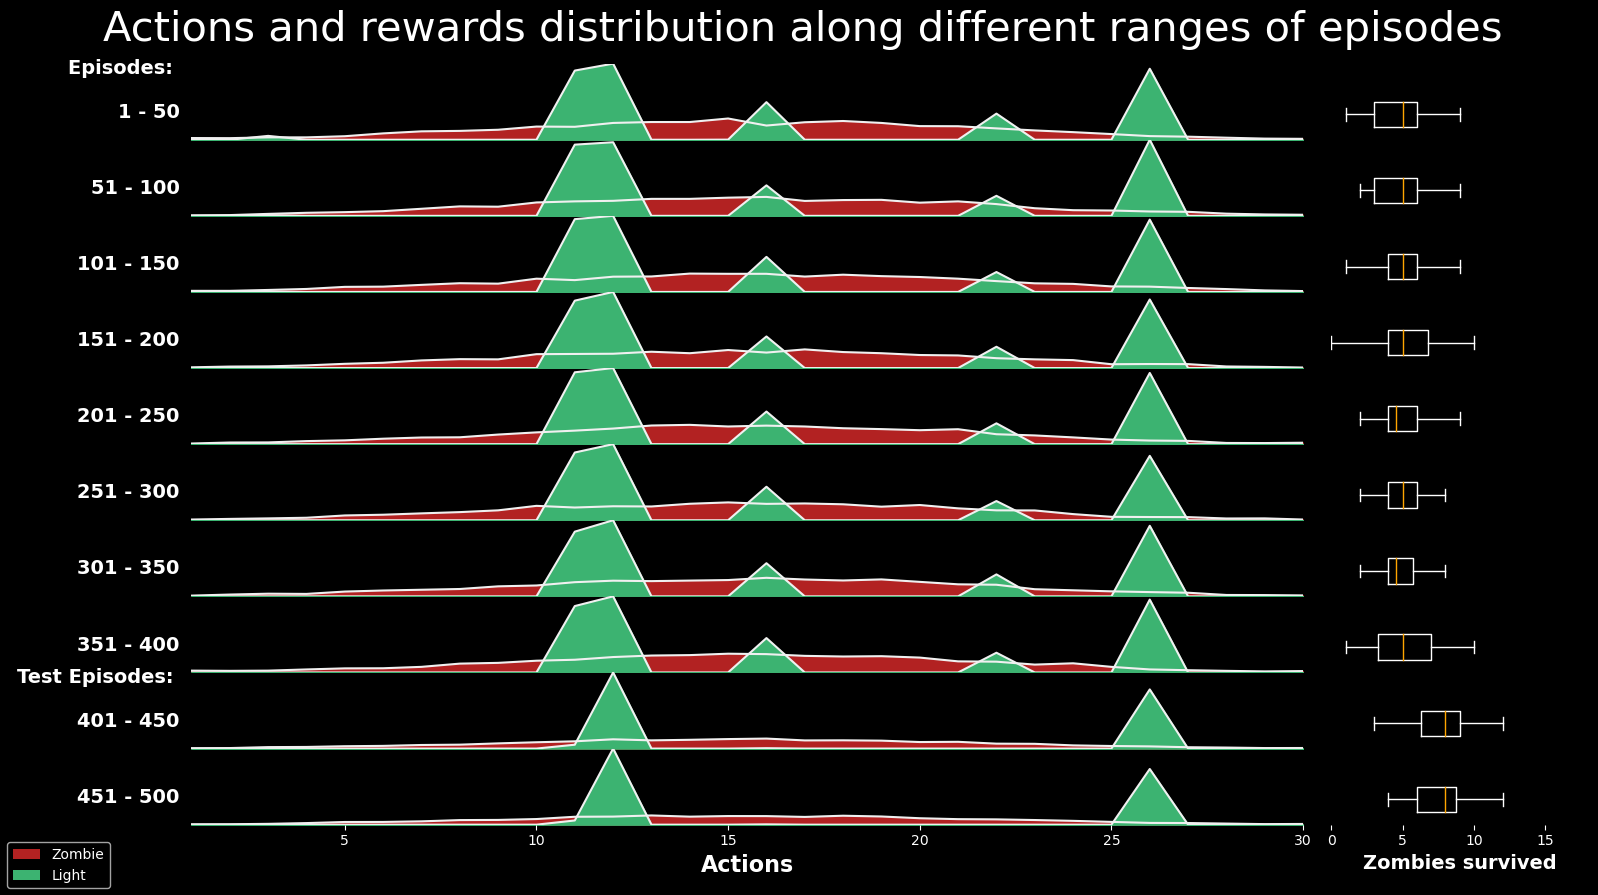 Actions and rewards distribution along different ranges of episodes
Episodes:
1 - 50
51 - 100
101 - 150
151 - 200
201 - 250
251 - 300
301 - 350
351 - 400
Test Episodes:
401 - 450
451 - 500
5 10 15 20 25 30
0 5 10 15
Actions
Zombies survived
Zombie
Light